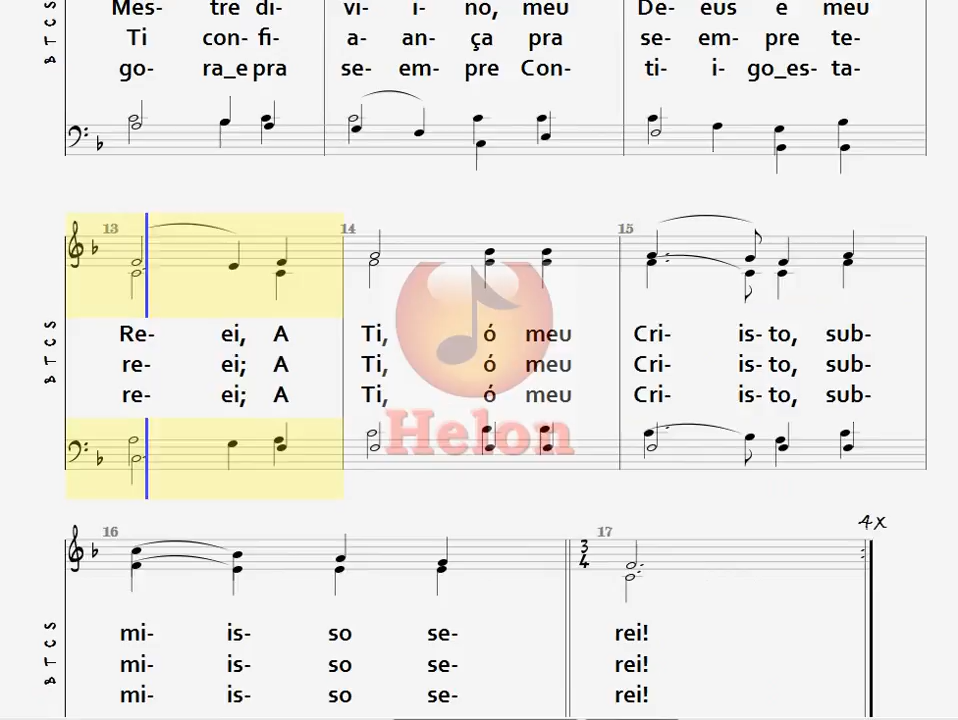 Mes- tre di- vi- i- no, meu De- eus e meu
Ti con- fi- a- an- ça pra se- em- pre te-
go- ra_e pra se- em- pre Con- ti- i- go_es- ta-
S C T B
13 14 15
Re- ei, A Ti, ó meu Cri- is- to, sub-
re- ei; A Ti, ó meu Cri- is- to, sub-
re- ei; A Ti, ó meu Cri- is- to, sub-
S C T B
Helon
4x
16 17
3
4
mi- is- so se- rei!
mi- is- so se- rei!
mi- is- so se- rei!
S C T B